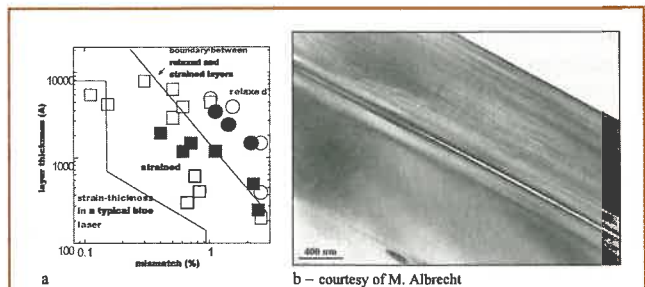 boundary between
relaxed and
strained layers
relaxed
strained
strain-thickness
in a typical blue
laser
layer thickness (A)
10000
1000
100
0.1
1
mismatch (%)
400 nm
a
b – courtesy of M. Albrecht